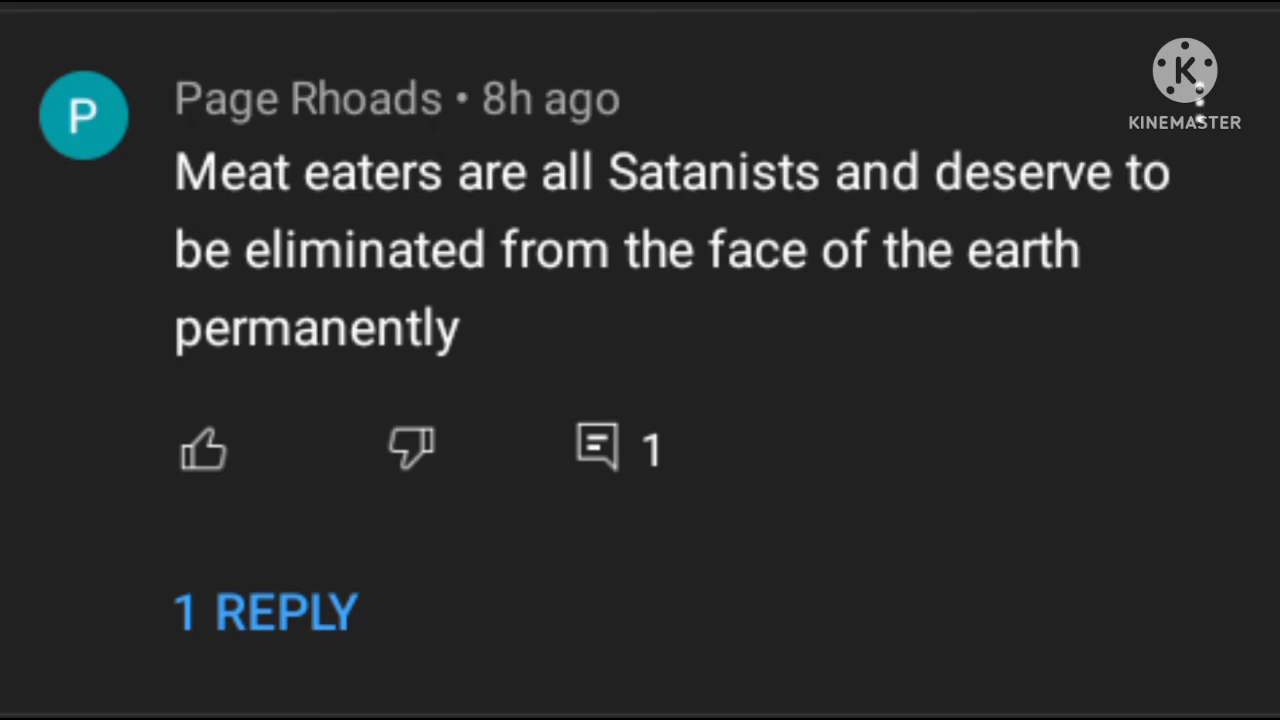 P
Page Rhoads • 8h ago
K
KINEMASTER
Meat eaters are all Satanists and deserve to
be eliminated from the face of the earth
permanently
1
1 REPLY